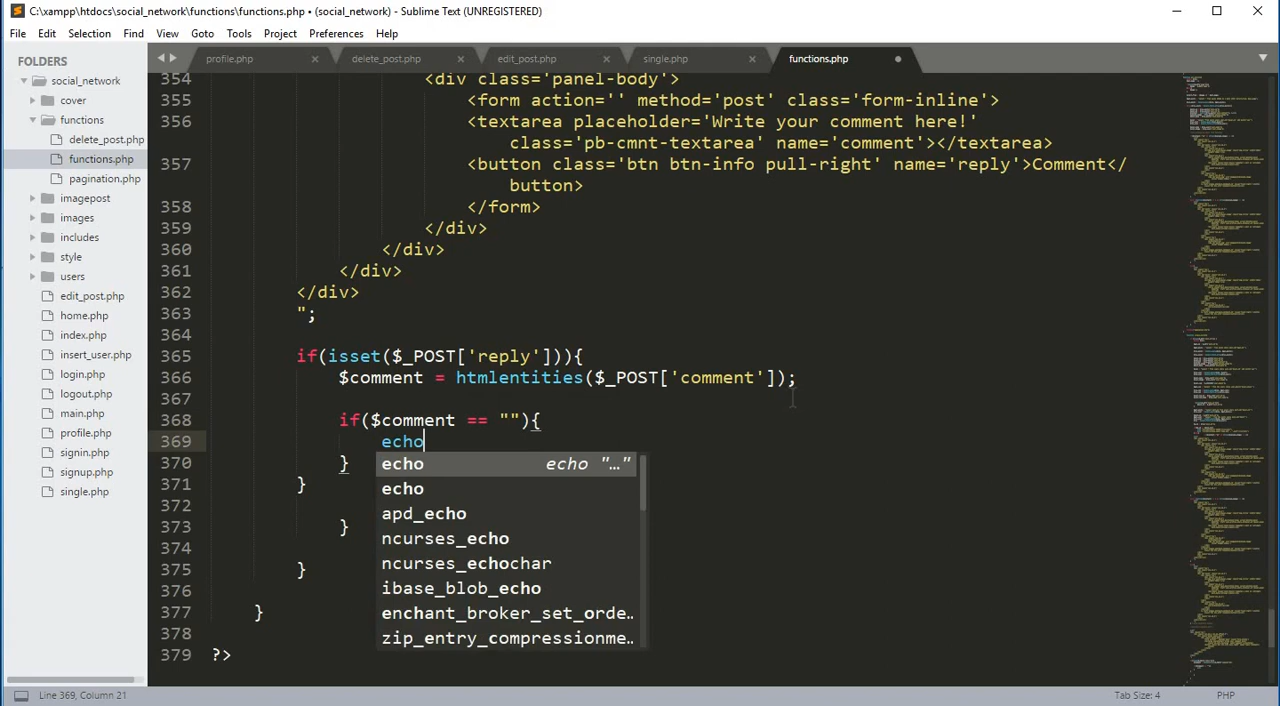 C:\xampp\htdocs\social_network\functions\functions.php • (social_network) - Sublime Text (UNREGISTERED)
File Edit Selection Find View Goto Tools Project Preferences Help
FOLDERS
social_network
cover
functions
delete_post.php
functions.php
pagination.php
imagepost
images
includes
style
users
edit_post.php
home.php
index.php
insert_user.php
login.php
logout.php
main.php
profile.php
sigin.php
signup.php
single.php
profile.php delete_post.php edit_post.php single.php functions.php
354 <div class='panel-body'>
355 <form action='' method='post' class='form-inline'>
356 <textarea placeholder='Write your comment here!'
class='pb-cmnt-textarea' name='comment'></textarea>
357 <button class='btn btn-info pull-right' name='reply'>Comment</
button>
358 </form>
359 </div>
360 </div>
361 </div>
362 </div>
363 ";
364
365 if(isset($_POST['reply'])){
366 $comment = htmlentities($_POST['comment']);
367
368 if($comment == ""){
369 echo
370 }
371 }
372
373 }
374
375 }
376
377 }
378
379 ?>
echo echo "…"
echo
apd_echo
ncurses_echo
ncurses_echochar
ibase_blob_echo
enchant_broker_set_orde..
zip_entry_compressionme..
Line 369, Column 21 Tab Size: 4 PHP